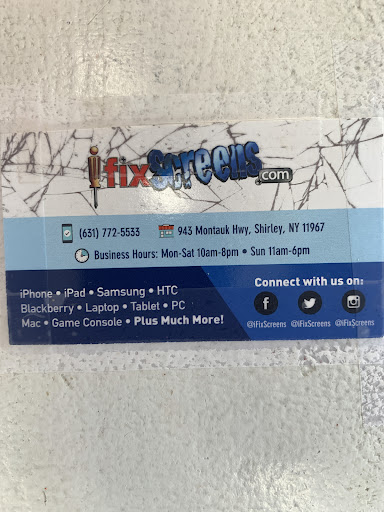 ifixscreens.com
(631) 772-5533 943 Montauk Hwy, Shirley, NY 11967
Business Hours: Mon-Sat 10am-8pm • Sun 11am-6pm
iPhone • iPad • Samsung • HTC
Blackberry • Laptop • Tablet • PC
Mac • Game Console • Plus Much More!
Connect with us on:
@iFixScreens @iFixScreens @iFixScreens